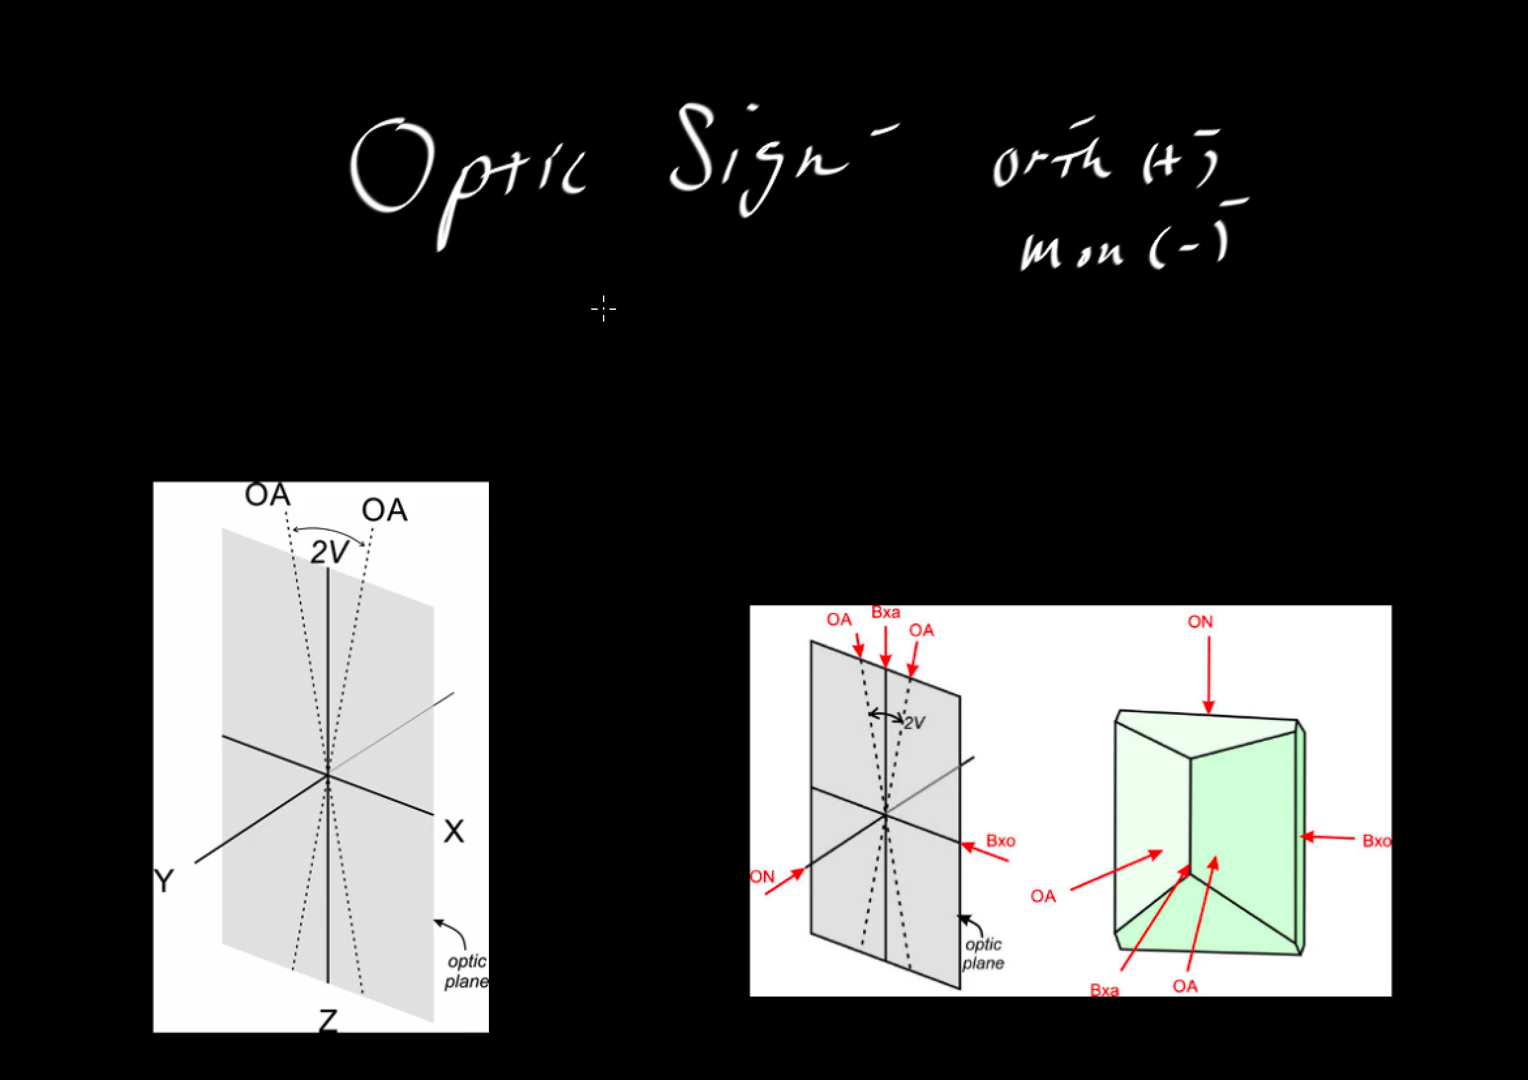 Optic Sign - orth (+)
mon (-)
OA
OA
2V
X
Y
optic
plane
Z
OA
Bxa
OA
2V
Bxo
ON
optic
plane
ON
Bxo
OA
Bxa
OA